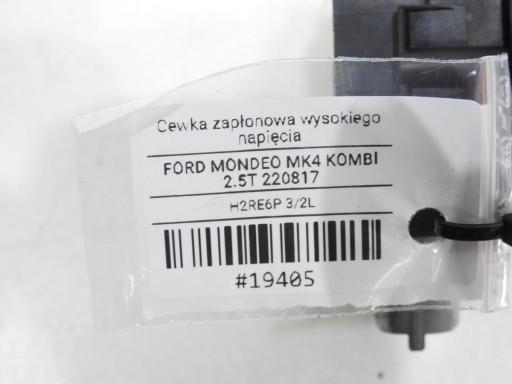 Cewka zapłonowa wysokiego
napięcia
FORD MONDEO MK4 KOMBI
2.5T 220817
H2RE6P 3/2L
#19405